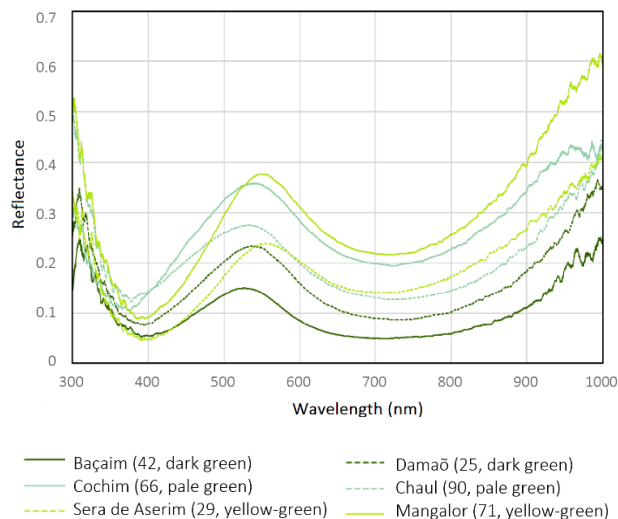 0.7
0.6
0.5
0.4
0.3
0.2
0.1
0
Reflectance
300 400 500 600 700 800 900 1000
Wavelength (nm)
Baçaim (42, dark green)
Cochim (66, pale green)
Sera de Aserim (29, yellow-green)
Damaõ (25, dark green)
Chaul (90, pale green)
Mangalor (71, yellow-green)